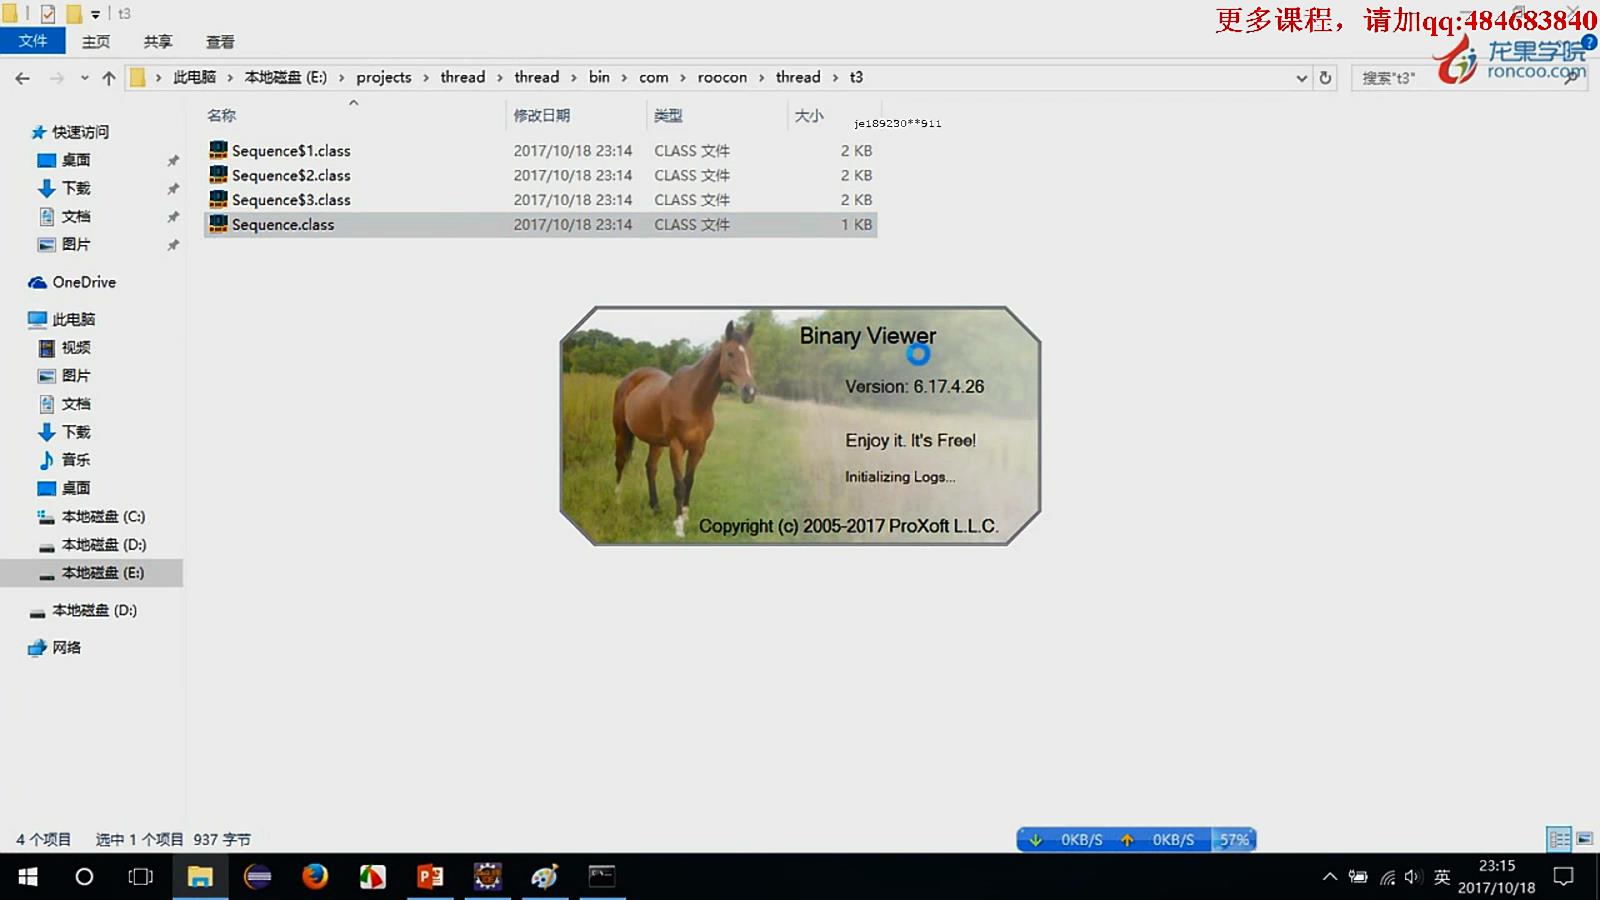 t3
更多课程，请加qq:484683840
文件 主页 共享 查看
龙果学院
roncoo.com
此电脑 › 本地磁盘 (E:) › projects › thread › thread › bin › com › roocon › thread › t3
搜索"t3"
名称 修改日期 类型 大小
je189230**911
Sequence$1.class 2017/10/18 23:14 CLASS 文件 2 KB
Sequence$2.class 2017/10/18 23:14 CLASS 文件 2 KB
Sequence$3.class 2017/10/18 23:14 CLASS 文件 2 KB
Sequence.class 2017/10/18 23:14 CLASS 文件 1 KB
快速访问
桌面
下载
文档
图片
OneDrive
此电脑
视频
图片
文档
下载
音乐
桌面
本地磁盘 (C:)
本地磁盘 (D:)
本地磁盘 (E:)
本地磁盘 (D:)
网络
Binary Viewer
Version: 6.17.4.26
Enjoy it. It's Free!
Initializing Logs...
Copyright (c) 2005-2017 ProXoft L.L.C.
4 个项目 选中 1 个项目 937 字节
0KB/S 0KB/S 57%
英
23:15
2017/10/18